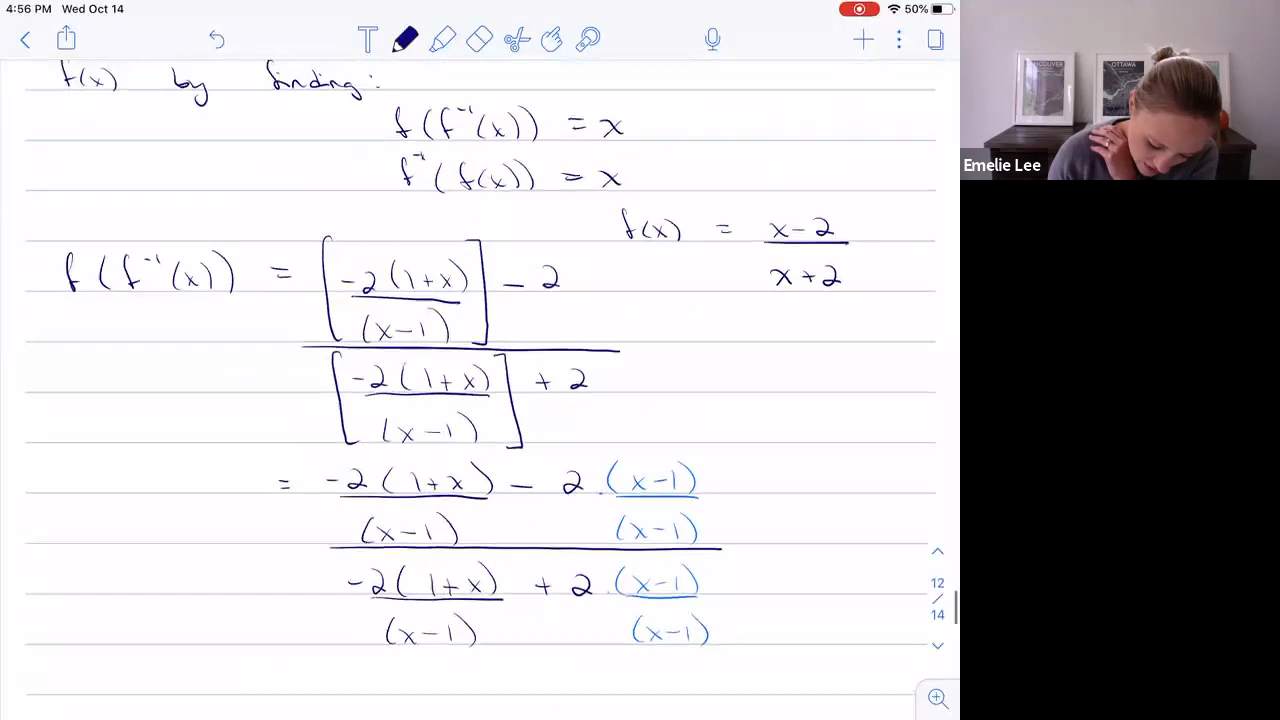 4:56 PM Wed Oct 14
50%
f(x) by finding:
f(f⁻¹(x)) = x
f⁻¹(f(x)) = x
f(x) = x-2
x+2
f(f⁻¹(x)) = [-2(1+x)] - 2
(x-1)
[-2(1+x)] + 2
(x-1)
= -2(1+x) - 2 · (x-1)
(x-1) (x-1)
-2(1+x) + 2 · (x-1)
(x-1) (x-1)
12
/
14
VANCOUVER
OTTAWA
Emelie Lee